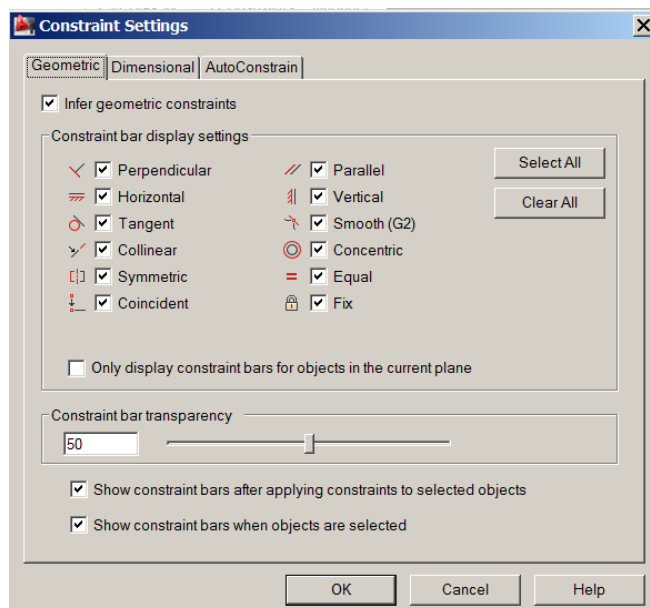 Constraint Settings
Geometric Dimensional AutoConstrain
Infer geometric constraints
Constraint bar display settings
Perpendicular Parallel Select All
Horizontal Vertical Clear All
Tangent Smooth (G2)
Collinear Concentric
Symmetric Equal
Coincident Fix
Only display constraint bars for objects in the current plane
Constraint bar transparency
50
Show constraint bars after applying constraints to selected objects
Show constraint bars when objects are selected
OK Cancel Help